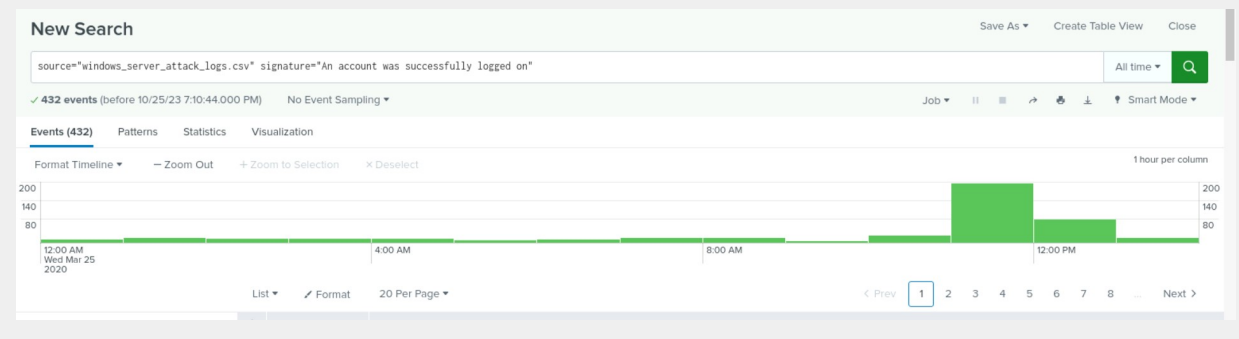 New Search
Save As ▾ Create Table View Close
source="windows_server_attack_logs.csv" signature="An account was successfully logged on"
All time ▾
✓ 432 events (before 10/25/23 7:10:44.000 PM) No Event Sampling ▾
Job ▾ Smart Mode ▾
Events (432) Patterns Statistics Visualization
Format Timeline ▾ — Zoom Out + Zoom to Selection × Deselect
1 hour per column
200 200
140 140
80 80
12:00 AM 4:00 AM 8:00 AM 12:00 PM
Wed Mar 25
2020
List ▾ Format 20 Per Page ▾
< Prev 1 2 3 4 5 6 7 8 ... Next >